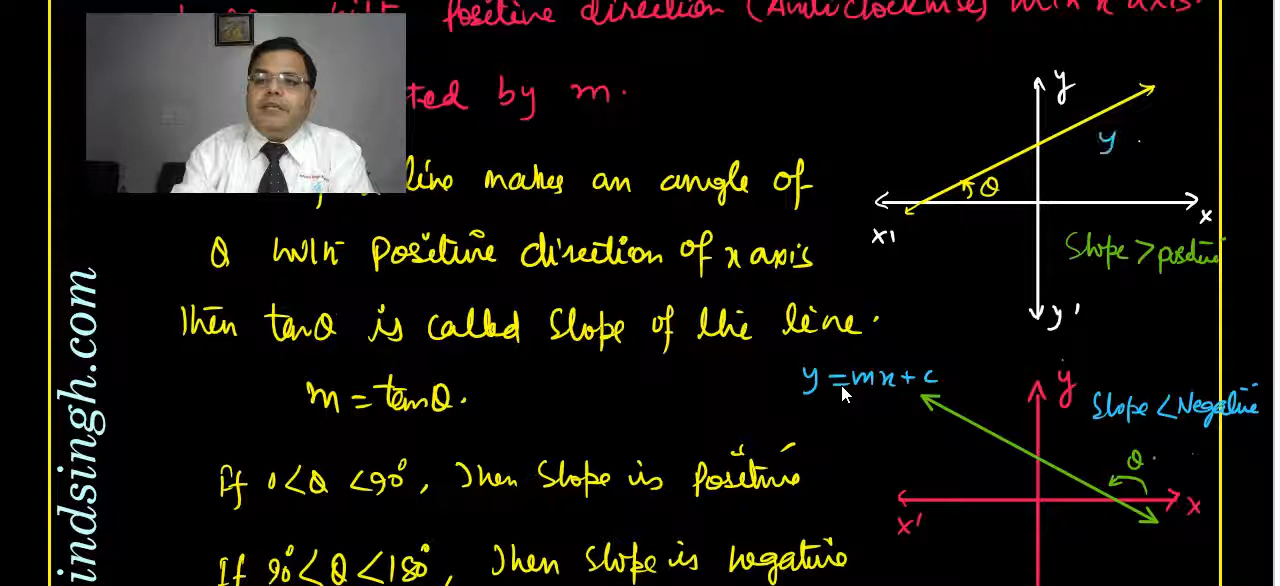 positive direction (Anticlockwise) with x axis.
ted by m.
line makes an angle of
θ with positive direction of x axis
Then tanθ is called slope of the line.
m = tanθ.
If 0<θ<90°, Then slope is positive
If 90°<θ<180°, Then slope is negative
y
y
θ
x'
x
Slope > positive
y'
y = mx + c
y
Slope < Negative
θ
x'
x
indsingh.com